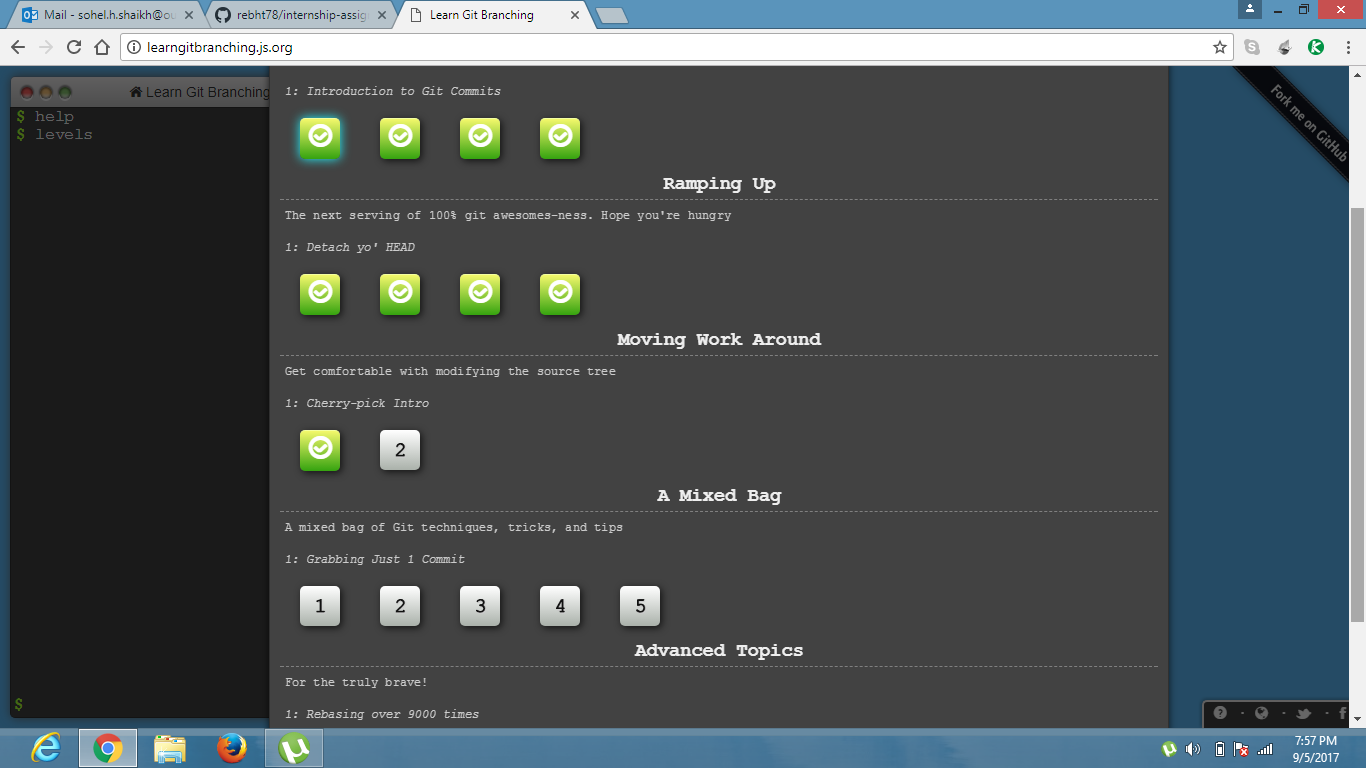 Mail - sohel.h.shaikh@ou
rebht78/internship-assig
Learn Git Branching
learngitbranching.js.org
Learn Git Branching
$ help
$ levels
$
1: Introduction to Git Commits
Ramping Up
The next serving of 100% git awesomes-ness. Hope you're hungry
1: Detach yo' HEAD
Moving Work Around
Get comfortable with modifying the source tree
1: Cherry-pick Intro
2
A Mixed Bag
A mixed bag of Git techniques, tricks, and tips
1: Grabbing Just 1 Commit
1 2 3 4 5
Advanced Topics
For the truly brave!
1: Rebasing over 9000 times
Fork me on GitHub
7:57 PM
9/5/2017